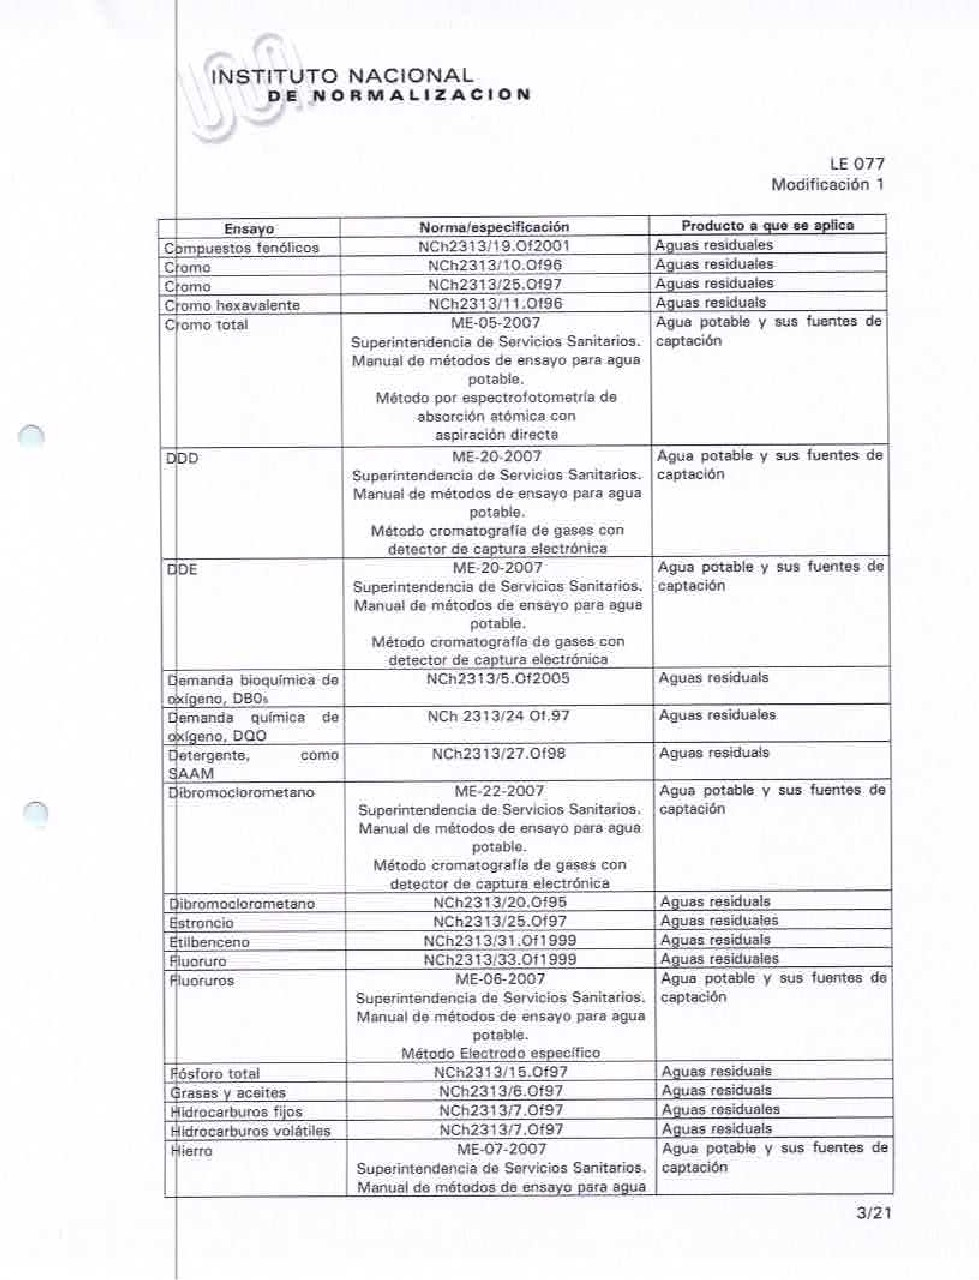 INSTITUTO NACIONAL
DE NORMALIZACION
LE 077
Modificación 1
Ensayo Norma/especificación Producto a que se aplica
Compuestos fenólicos NCh2313/19.Of2001 Aguas residuales
Cromo NCh2313/10.Of96 Aguas residuales
Cromo NCh2313/25.Of97 Aguas residuales
Cromo hexavalente NCh2313/11.Of96 Aguas residuals
Cromo total ME-05-2007 Agua potable y sus fuentes de
Superintendencia de Servicios Sanitarios. captación
Manual de métodos de ensayo para agua
potable.
Método por espectrofotometría de
absorción atómica con
aspiración directa
DDD ME-20-2007 Agua potable y sus fuentes de
Superintendencia de Servicios Sanitarios. captación
Manual de métodos de ensayo para agua
potable.
Método cromatografía de gases con
detector de captura electrónica
DDE ME-20-2007 Agua potable y sus fuentes de
Superintendencia de Servicios Sanitarios. captación
Manual de métodos de ensayo para agua
potable.
Método cromatografía de gases con
detector de captura electrónica
Demanda bioquímica de NCh2313/5.Of2005 Aguas residuals
oxígeno, DBO₅
Demanda química de NCh 2313/24 Of.97 Aguas residuales
oxígeno, DQO
Detergente, como NCh2313/27.Of98 Aguas residuals
SAAM
Dibromoclorometano ME-22-2007 Agua potable y sus fuentes de
Superintendencia de Servicios Sanitarios. captación
Manual de métodos de ensayo para agua
potable.
Método cromatografía de gases con
detector de captura electrónica
Dibromoclorometano NCh2313/20.Of95 Aguas residuals
Estroncio NCh2313/25.Of97 Aguas residuales
Etilbenceno NCh2313/31.Of1999 Aguas residuals
Fluoruro NCh2313/33.Of1999 Aguas residuales
Fluoruros ME-06-2007 Agua potable y sus fuentes de
Superintendencia de Servicios Sanitarios. captación
Manual de métodos de ensayo para agua
potable.
Método Electrodo específico
Fósforo total NCh2313/15.Of97 Aguas residuals
Grasas y aceites NCh2313/6.Of97 Aguas residuals
Hidrocarburos fijos NCh2313/7.Of97 Aguas residuales
Hidrocarburos volátiles NCh2313/7.Of97 Aguas residuals
Hierro ME-07-2007 Agua potable y sus fuentes de
Superintendencia de Servicios Sanitarios. captación
Manual de métodos de ensayo para agua
3/21